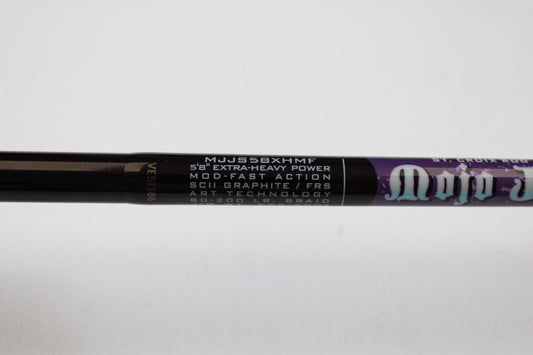 MJJS58XHMF
5'8" EXTRA-HEAVY POWER
MOD-FAST ACTION
SCII GRAPHITE / FRS
ART TECHNOLOGY
80-200 LB. BRAID
ST. CROIX ROD
Mojo